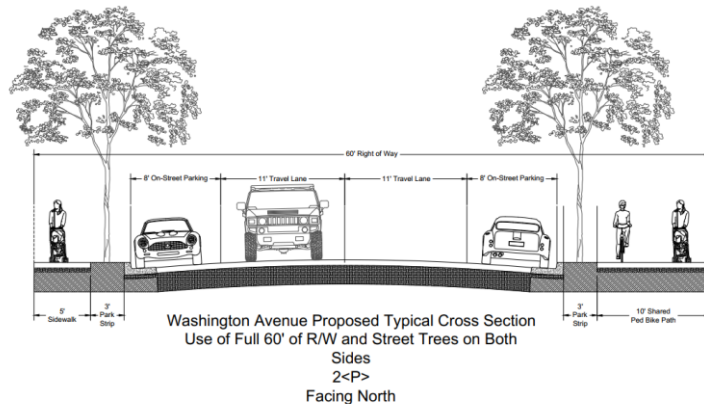 60' Right of Way
8' On-Street Parking
11' Travel Lane
11' Travel Lane
8' On-Street Parking
5'
Sidewalk
3'
Park
Strip
3'
Park
Strip
10' Shared
Ped Bike Path
Washington Avenue Proposed Typical Cross Section
Use of Full 60' of R/W and Street Trees on Both
Sides
2<P>
Facing North